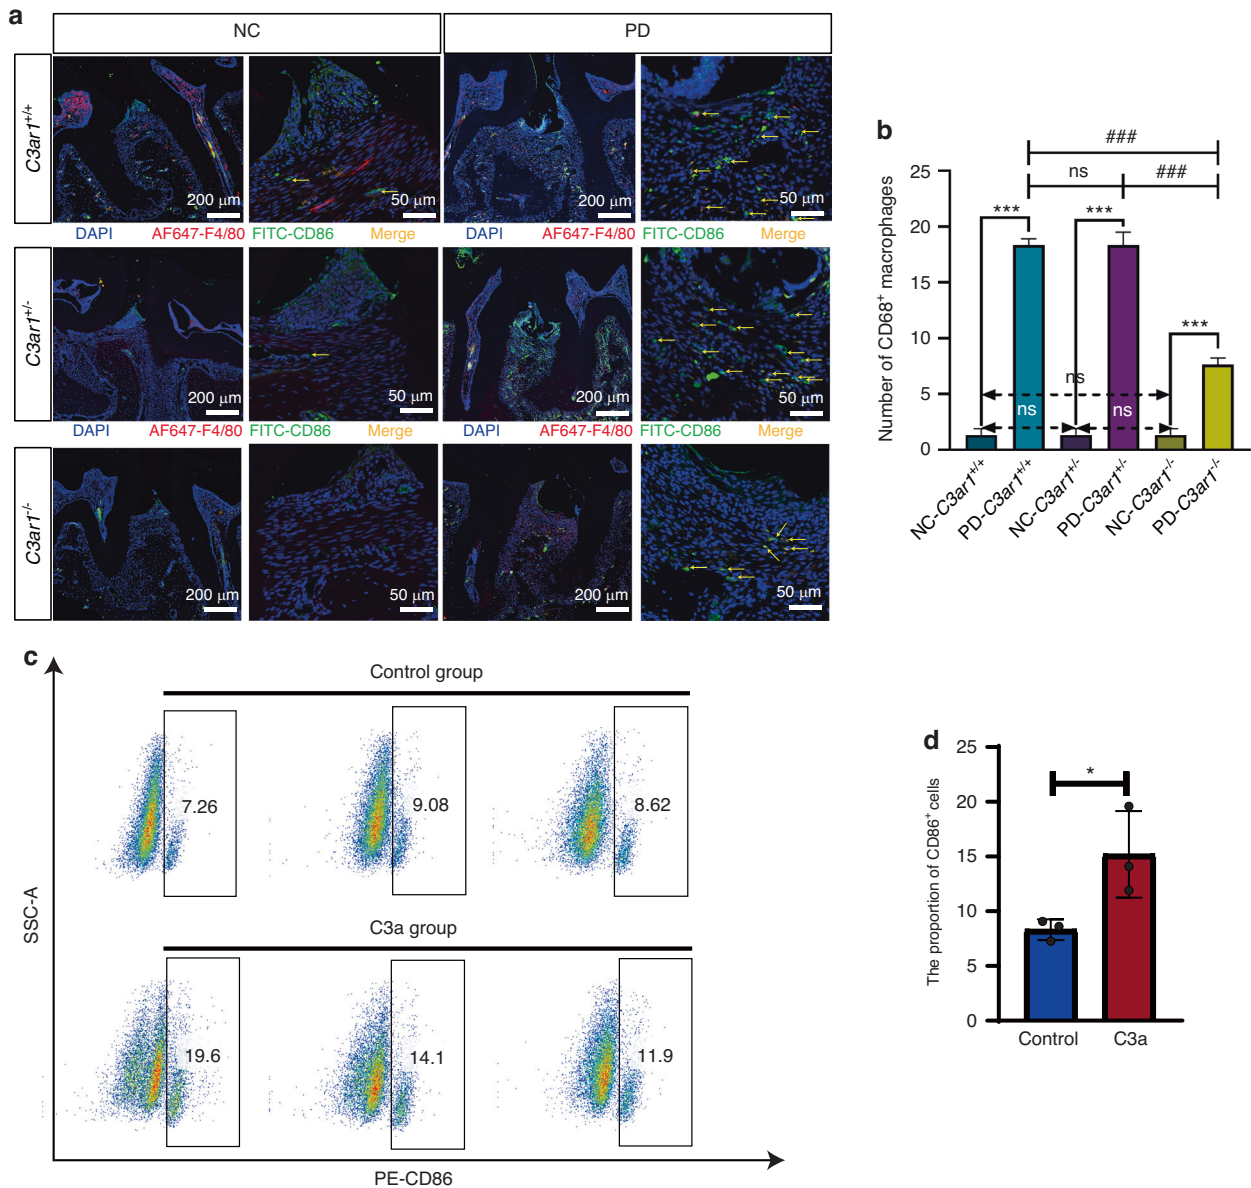 a
NC PD
C3ar1+/+
200 μm 50 μm 200 μm 50 μm
DAPI AF647-F4/80 FITC-CD86 Merge DAPI AF647-F4/80 FITC-CD86 Merge
C3ar1+/-
200 μm 50 μm 200 μm 50 μm
DAPI AF647-F4/80 FITC-CD86 Merge DAPI AF647-F4/80 FITC-CD86 Merge
C3ar1-/-
200 μm 50 μm 200 μm 50 μm
b
###
ns ###
*** *** ***
ns
ns ns
Number of CD68+ macrophages
25
20
15
10
5
0
NC-C3ar1+/+ PD-C3ar1+/+ NC-C3ar1+/- PD-C3ar1+/- NC-C3ar1-/- PD-C3ar1-/-
c
Control group
7.26 9.08 8.62
C3a group
19.6 14.1 11.9
SSC-A
PE-CD86
d
*
The proportion of CD86+ cells
25
20
15
10
5
0
Control C3a